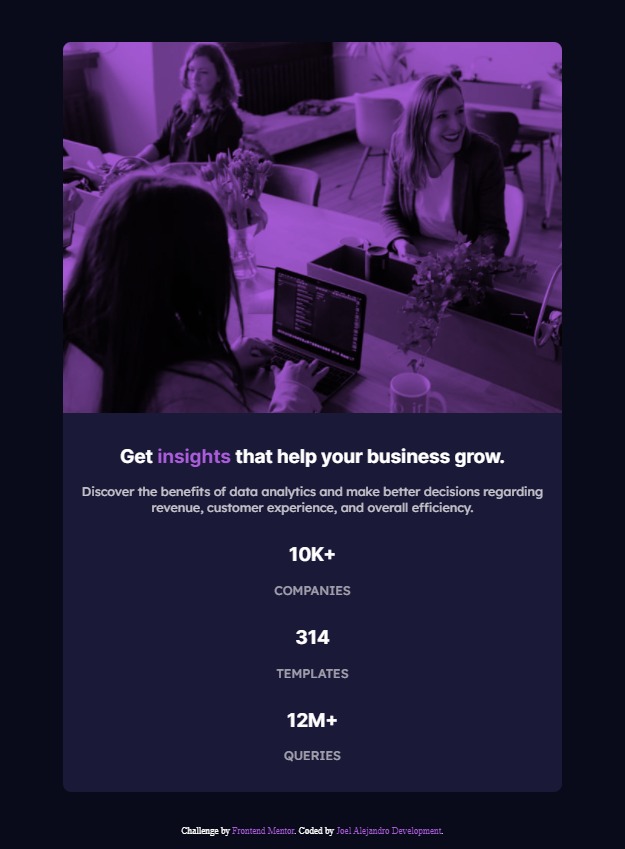 Get insights that help your business grow.
Discover the benefits of data analytics and make better decisions regarding
revenue, customer experience, and overall efficiency.
10K+
COMPANIES
314
TEMPLATES
12M+
QUERIES
Challenge by Frontend Mentor. Coded by Joel Alejandro Development.